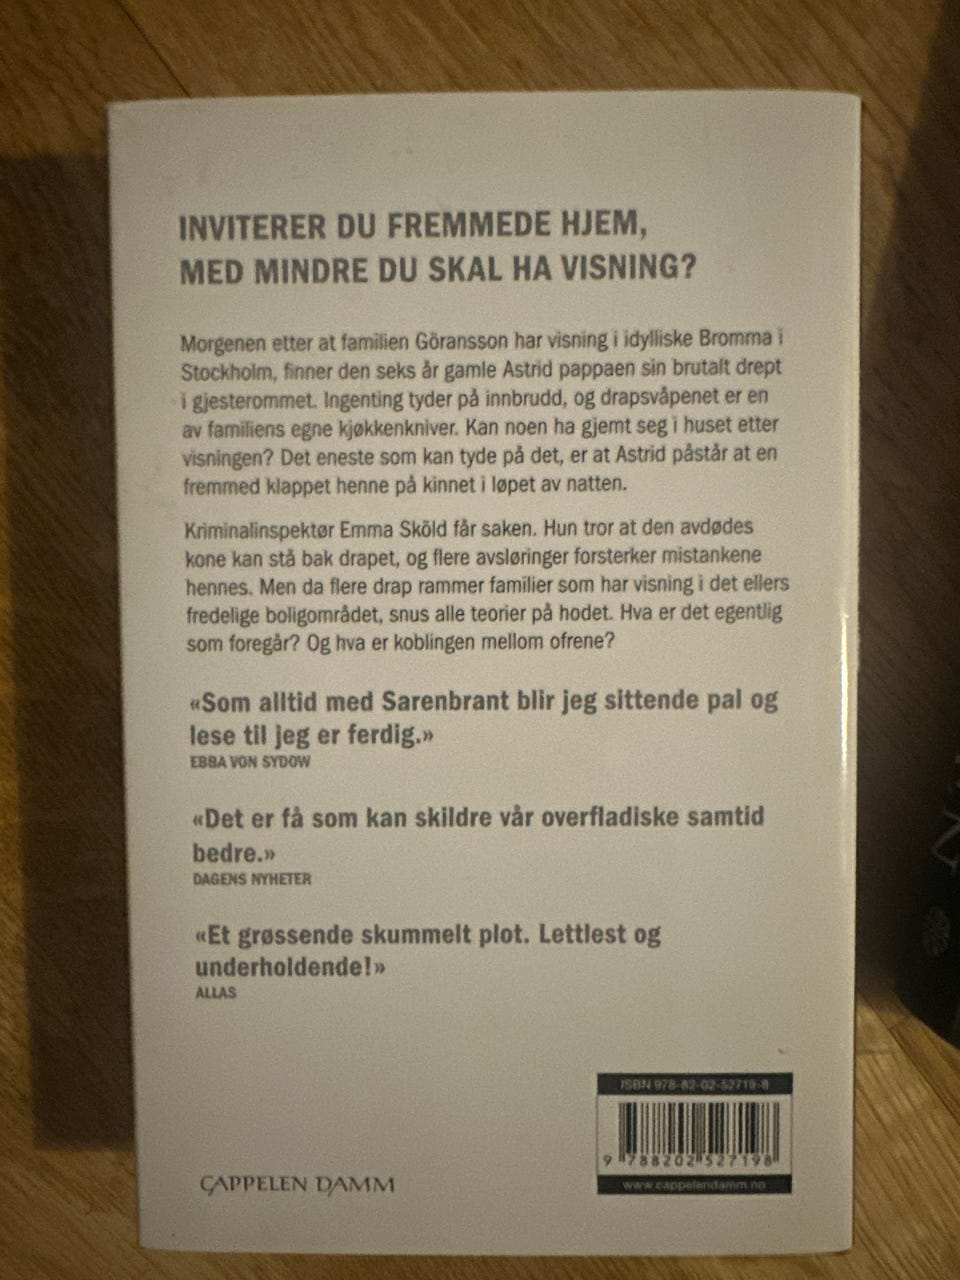 INVITERER DU FREMMEDE HJEM,
MED MINDRE DU SKAL HA VISNING?
Morgenen etter at familien Göransson har visning i idylliske Bromma i
Stockholm, finner den seks år gamle Astrid pappaen sin brutalt drept
i gjesterommet. Ingenting tyder på innbrudd, og drapsvåpenet er en
av familiens egne kjøkkenkniver. Kan noen ha gjemt seg i huset etter
visningen? Det eneste som kan tyde på det, er at Astrid påstår at en
fremmed klappet henne på kinnet i løpet av natten.
Kriminalinspektør Emma Sköld får saken. Hun tror at den avdødes
kone kan stå bak drapet, og flere avsløringer forsterker mistankene
hennes. Men da flere drap rammer familier som har visning i det ellers
fredelige boligområdet, snus alle teorier på hodet. Hva er det egentlig
som foregår? Og hva er koblingen mellom ofrene?
«Som alltid med Sarenbrant blir jeg sittende pal og
lese til jeg er ferdig.»
EBBA VON SYDOW
«Det er få som kan skildre vår overfladiske samtid
bedre.»
DAGENS NYHETER
«Et grøssende skummelt plot. Lettlest og
underholdende!»
ALLAS
ISBN 978-82-02-52719-8
9 788202 527198
www.cappelendamm.no
CAPPELEN DAMM